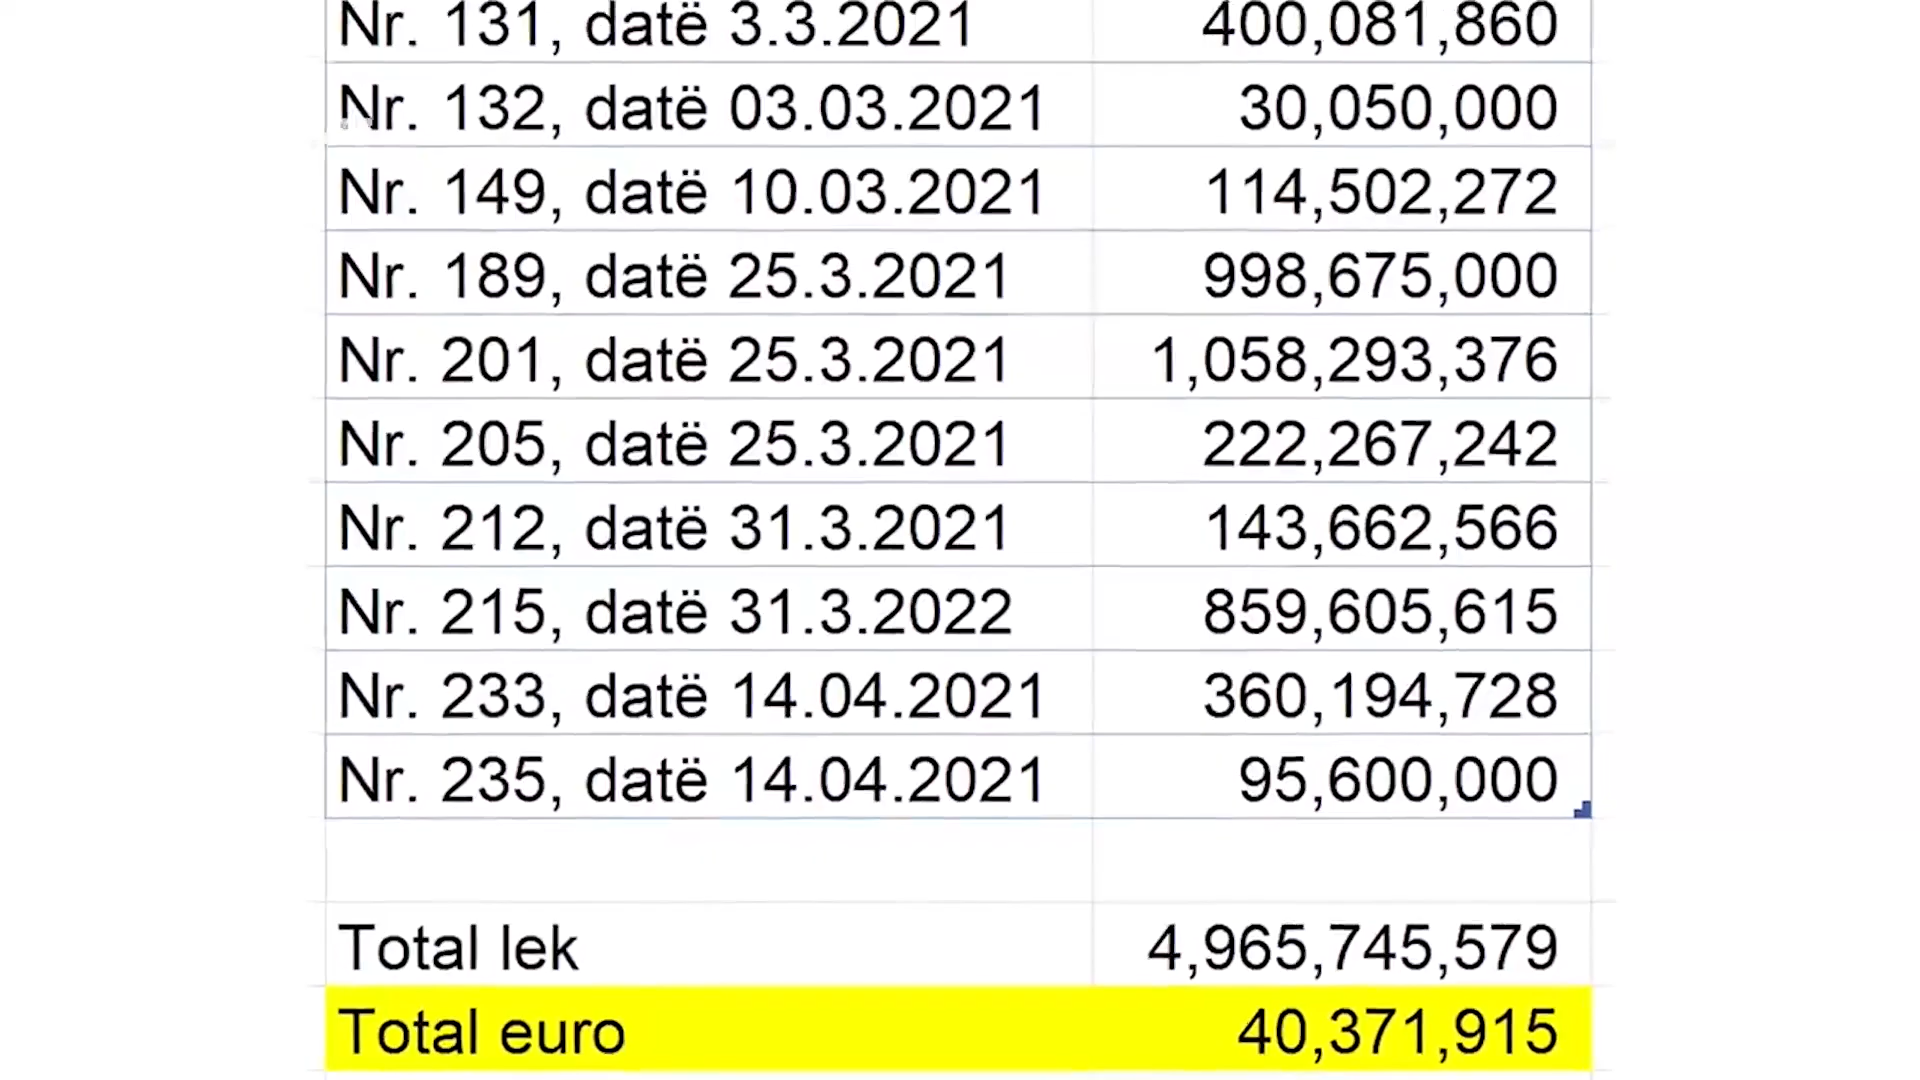 Nr. 131, datë 3.3.2021 400,081,860
Nr. 132, datë 03.03.2021 30,050,000
Nr. 149, datë 10.03.2021 114,502,272
Nr. 189, datë 25.3.2021 998,675,000
Nr. 201, datë 25.3.2021 1,058,293,376
Nr. 205, datë 25.3.2021 222,267,242
Nr. 212, datë 31.3.2021 143,662,566
Nr. 215, datë 31.3.2022 859,605,615
Nr. 233, datë 14.04.2021 360,194,728
Nr. 235, datë 14.04.2021 95,600,000
Total lek 4,965,745,579
Total euro 40,371,915